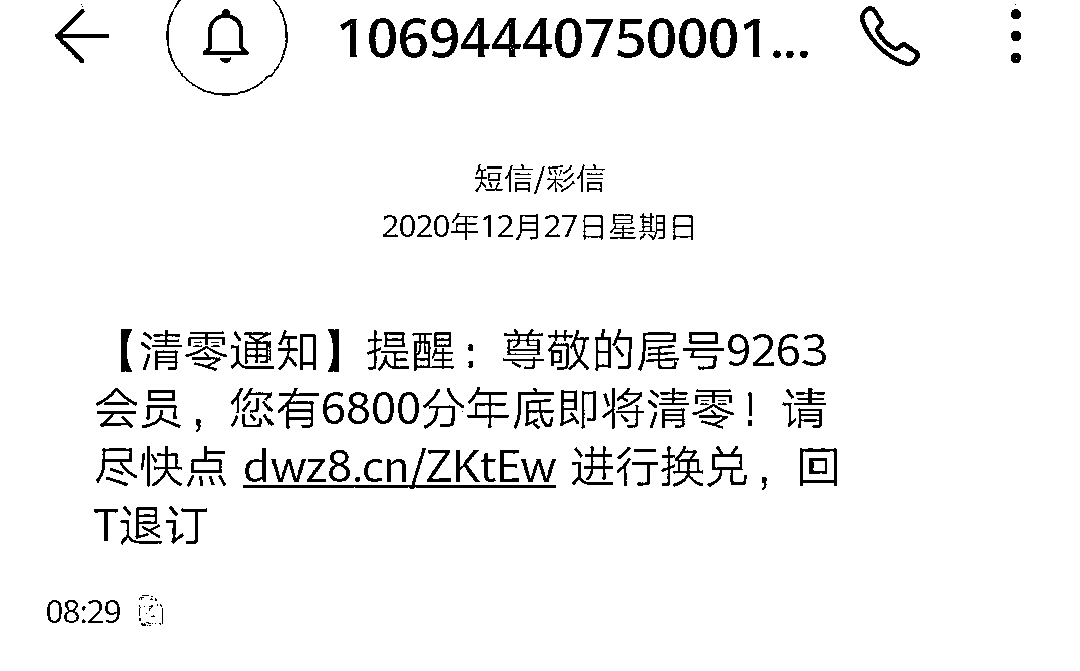 10694440750001...
短信/彩信
2020年12月27日星期日
【清零通知】提醒：尊敬的尾号9263
会员，您有6800分年底即将清零！请
尽快点 dwz8.cn/ZKtEw 进行换兑，回
T退订
08:29